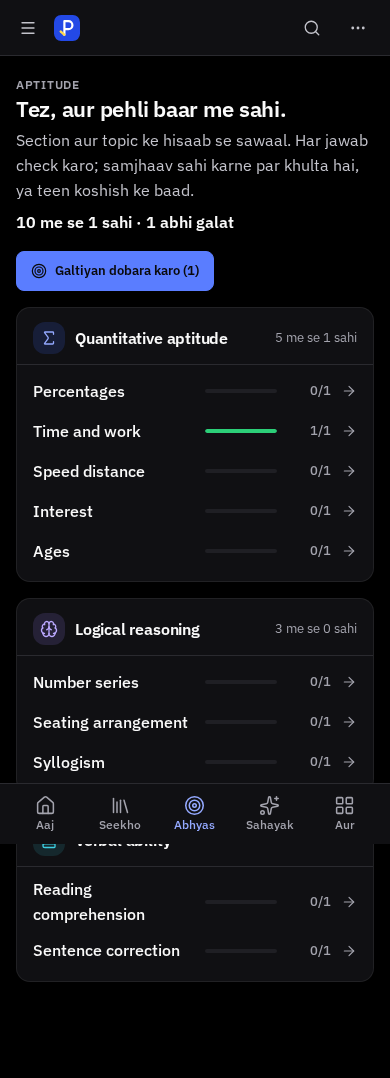 P
APTITUDE
Tez, aur pehli baar me sahi.
Section aur topic ke hisaab se sawaal. Har jawab
check karo; samjhaav sahi karne par khulta hai,
ya teen koshish ke baad.
10 me se 1 sahi · 1 abhi galat
Galtiyan dobara karo (1)
Quantitative aptitude 5 me se 1 sahi
Percentages 0/1
Time and work 1/1
Speed distance 0/1
Interest 0/1
Ages 0/1
Logical reasoning 3 me se 0 sahi
Number series 0/1
Seating arrangement 0/1
Syllogism 0/1
Aaj Seekho Abhyas Sahayak Aur
Verbal ability
Reading
comprehension 0/1
Sentence correction 0/1